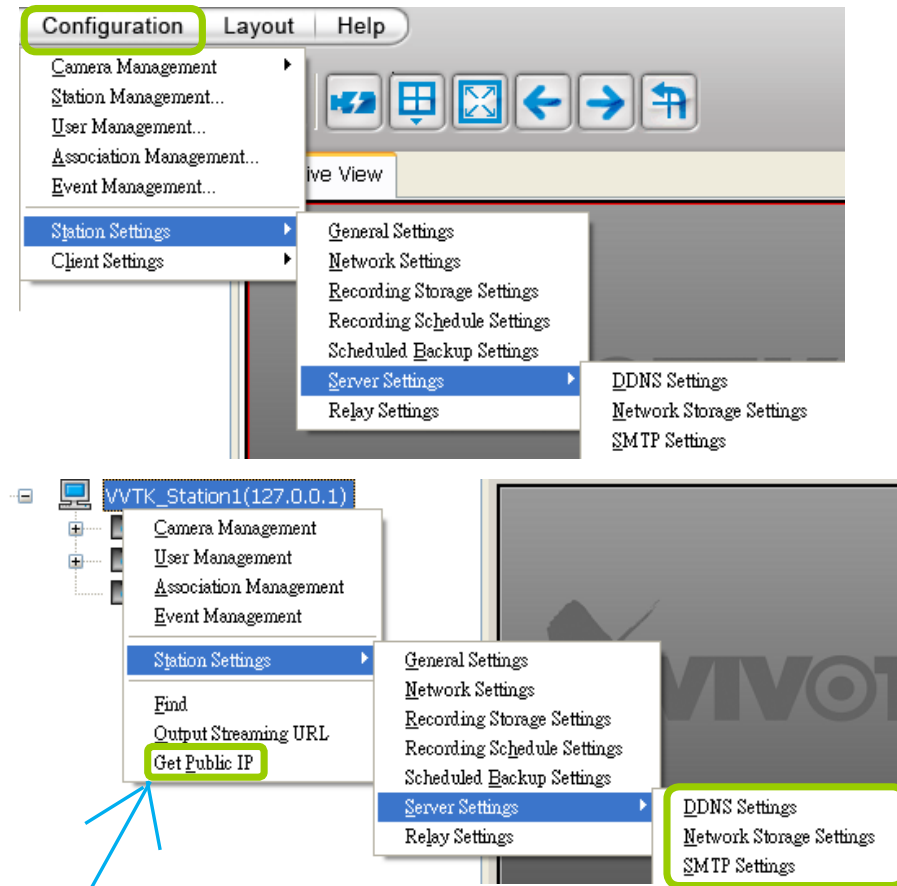 Configuration Layout Help
Camera Management
Station Management...
User Management...
Association Management...
Event Management...
ive View
Station Settings
Client Settings
General Settings
Network Settings
Recording Storage Settings
Recording Schedule Settings
Scheduled Backup Settings
Server Settings
Relay Settings
DDNS Settings
Network Storage Settings
SMTP Settings
VVTK_Station1(127.0.0.1)
Camera Management
User Management
Association Management
Event Management
Station Settings
Find
Output Streaming URL
Get Public IP
General Settings
Network Settings
Recording Storage Settings
Recording Schedule Settings
Scheduled Backup Settings
Server Settings
Relay Settings
DDNS Settings
Network Storage Settings
SMTP Settings
VIVOT